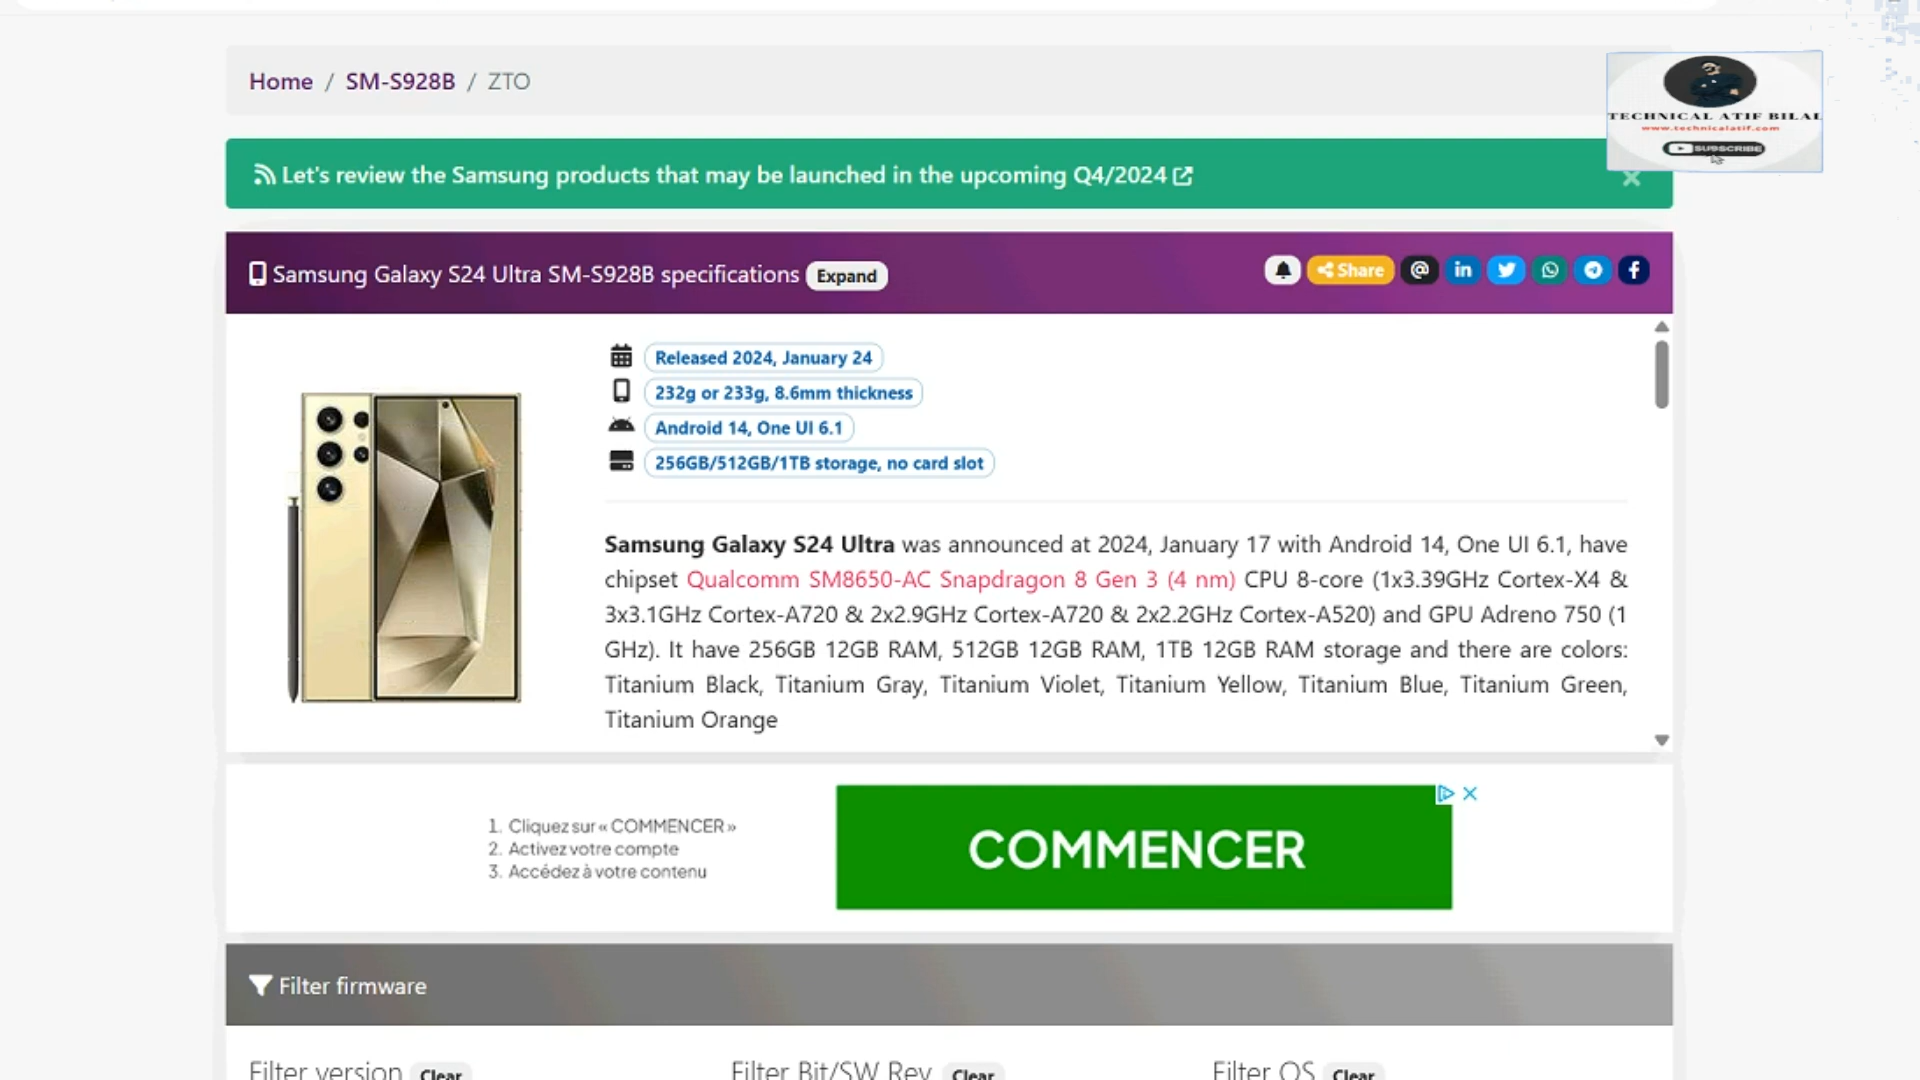 Home / SM-S928B / ZTO
TECHNICAL ATIF BILAL
www.technicalatif.com
SUBSCRIBE
Let's review the Samsung products that may be launched in the upcoming Q4/2024
Samsung Galaxy S24 Ultra SM-S928B specifications Expand
Share
Released 2024, January 24
232g or 233g, 8.6mm thickness
Android 14, One UI 6.1
256GB/512GB/1TB storage, no card slot
Samsung Galaxy S24 Ultra was announced at 2024, January 17 with Android 14, One UI 6.1, have
chipset Qualcomm SM8650-AC Snapdragon 8 Gen 3 (4 nm) CPU 8-core (1x3.39GHz Cortex-X4 &
3x3.1GHz Cortex-A720 & 2x2.9GHz Cortex-A720 & 2x2.2GHz Cortex-A520) and GPU Adreno 750 (1
GHz). It have 256GB 12GB RAM, 512GB 12GB RAM, 1TB 12GB RAM storage and there are colors:
Titanium Black, Titanium Gray, Titanium Violet, Titanium Yellow, Titanium Blue, Titanium Green,
Titanium Orange
1. Cliquez sur « COMMENCER »
2. Activez votre compte
3. Accédez à votre contenu
COMMENCER
Filter firmware
Filter version Clear
Filter Bit/SW Rev Clear
Filter OS Clear